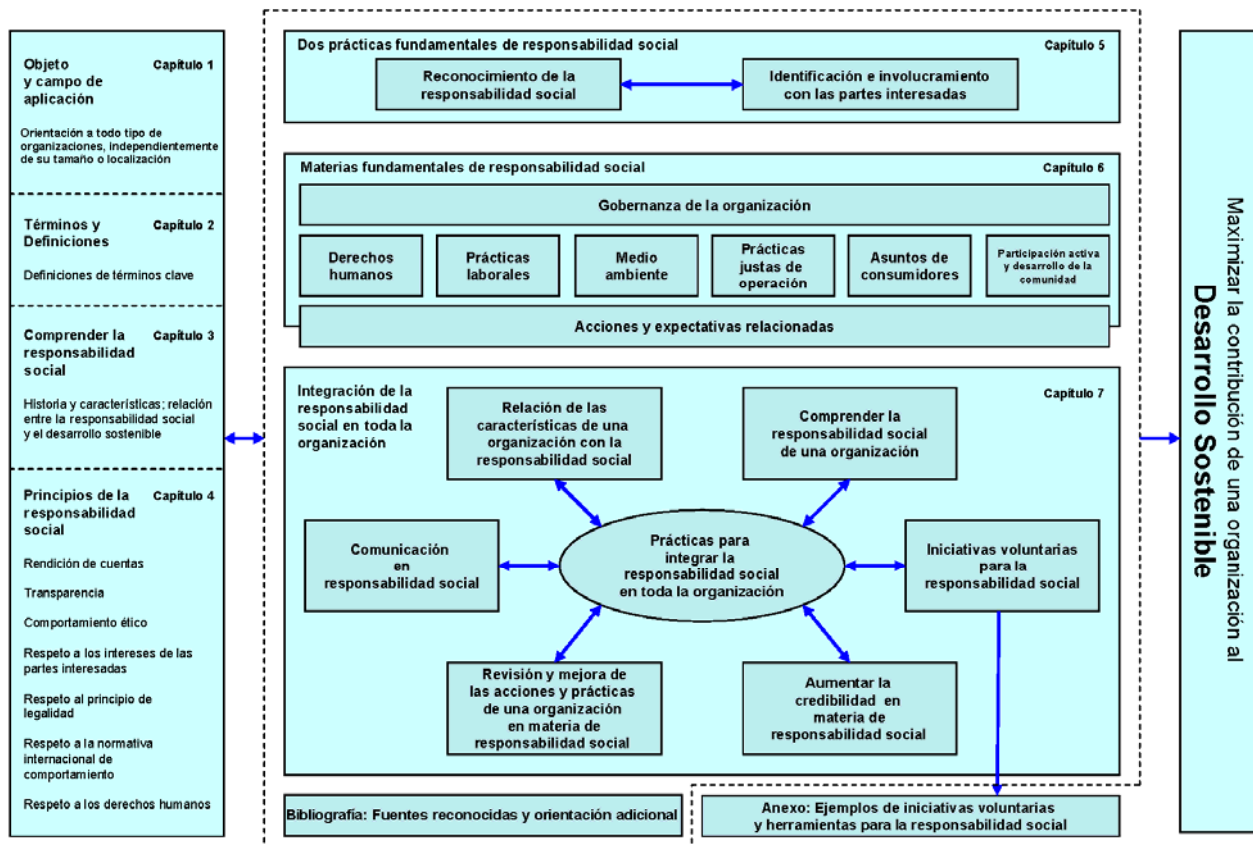 Objeto Capítulo 1
y campo de
aplicación
Orientación a todo tipo de
organizaciones, independientemente
de su tamaño o localización
Términos y Capítulo 2
Definiciones
Definiciones de términos clave
Comprender la Capítulo 3
responsabilidad
social
Historia y características; relación
entre la responsabilidad social
y el desarrollo sostenible
Principios de la Capítulo 4
responsabilidad
social
Rendición de cuentas
Transparencia
Comportamiento ético
Respeto a los intereses de las
partes interesadas
Respeto al principio de
legalidad
Respeto a la normativa
internacional de
comportamiento
Respeto a los derechos humanos
Dos prácticas fundamentales de responsabilidad social Capítulo 5
Reconocimiento de la
responsabilidad social
Identificación e involucramiento
con las partes interesadas
Materias fundamentales de responsabilidad social Capítulo 6
Gobernanza de la organización
Derechos
humanos
Prácticas
laborales
Medio
ambiente
Prácticas
justas de
operación
Asuntos de
consumidores
Participación activa
y desarrollo de la
comunidad
Acciones y expectativas relacionadas
Integración de la Capítulo 7
responsabilidad
social en toda la
organización
Relación de las
características de una
organización con la
responsabilidad social
Comprender la
responsabilidad social
de una organización
Comunicación
en
responsabilidad social
Prácticas para
integrar la
responsabilidad social
en toda la organización
Iniciativas voluntarias
para la
responsabilidad social
Revisión y mejora de
las acciones y prácticas
de una organización
en materia de
responsabilidad social
Aumentar la
credibilidad en
materia de
responsabilidad social
Bibliografía: Fuentes reconocidas y orientación adicional
Anexo: Ejemplos de iniciativas voluntarias
y herramientas para la responsabilidad social
Maximizar la contribución de una organización al
Desarrollo Sostenible